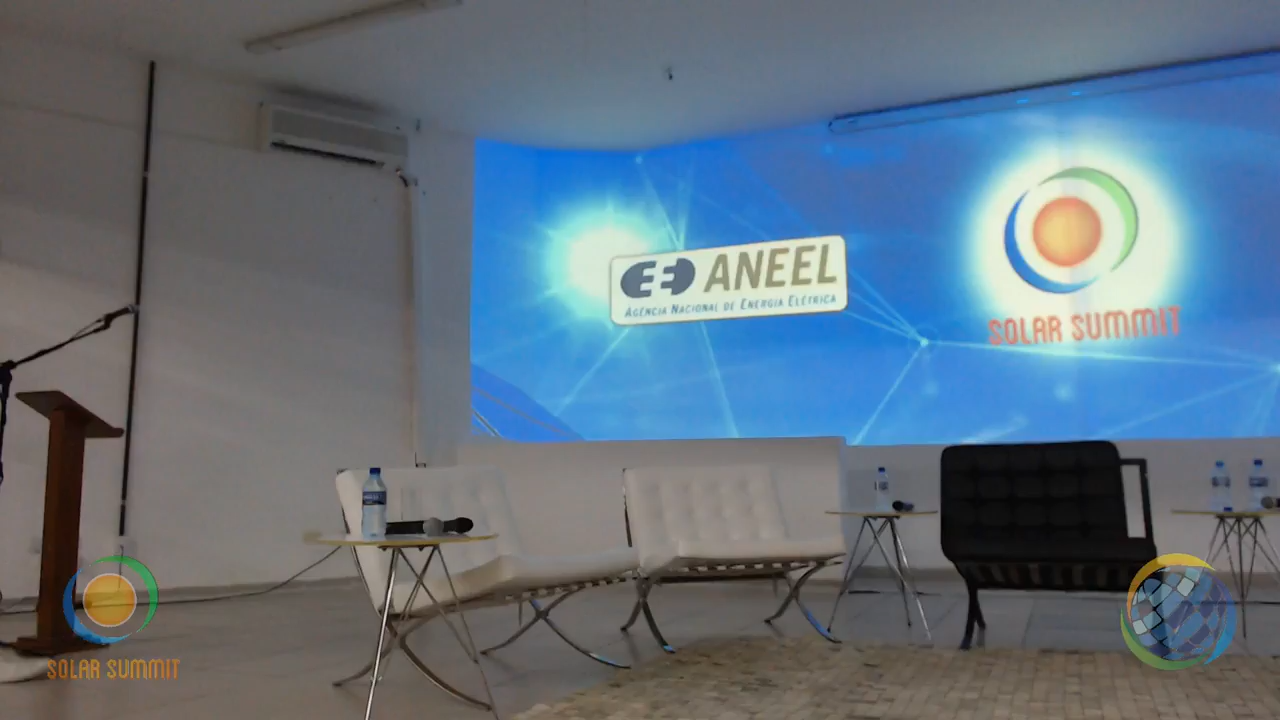 ANEEL
AGÊNCIA NACIONAL DE ENERGIA ELÉTRICA
SOLAR SUMMIT
SOLAR SUMMIT